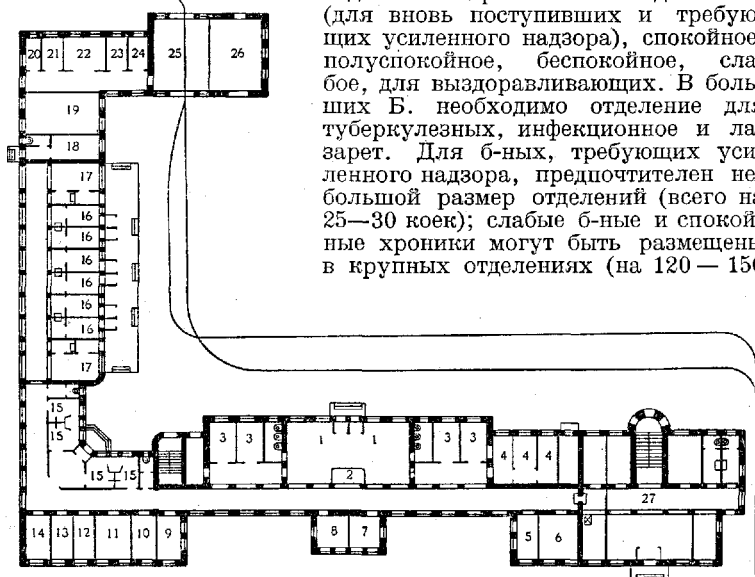 (для вновь поступивших и требую
щих усиленного надзора), спокойное
полуспокойное, беспокойное, сла
бое, для выздоравливающих. В боль
ших Б. необходимо отделение для
туберкулезных, инфекционное и ла
зарет. Для б-ных, требующих уси
ленного надзора, предпочтителен не
большой размер отделений (всего на
25—30 коек); слабые б-ные и спокой
ные хроники могут быть размещены
в крупных отделениях (на 120 — 150
20 21 22 23 24 25 26
19
18
17
16
16
16
16
16
16
17
15
15
15 15
3 3 1 1 3 3
2
4 4 4
27
14 13 12 11 10 9 8 7 5 6